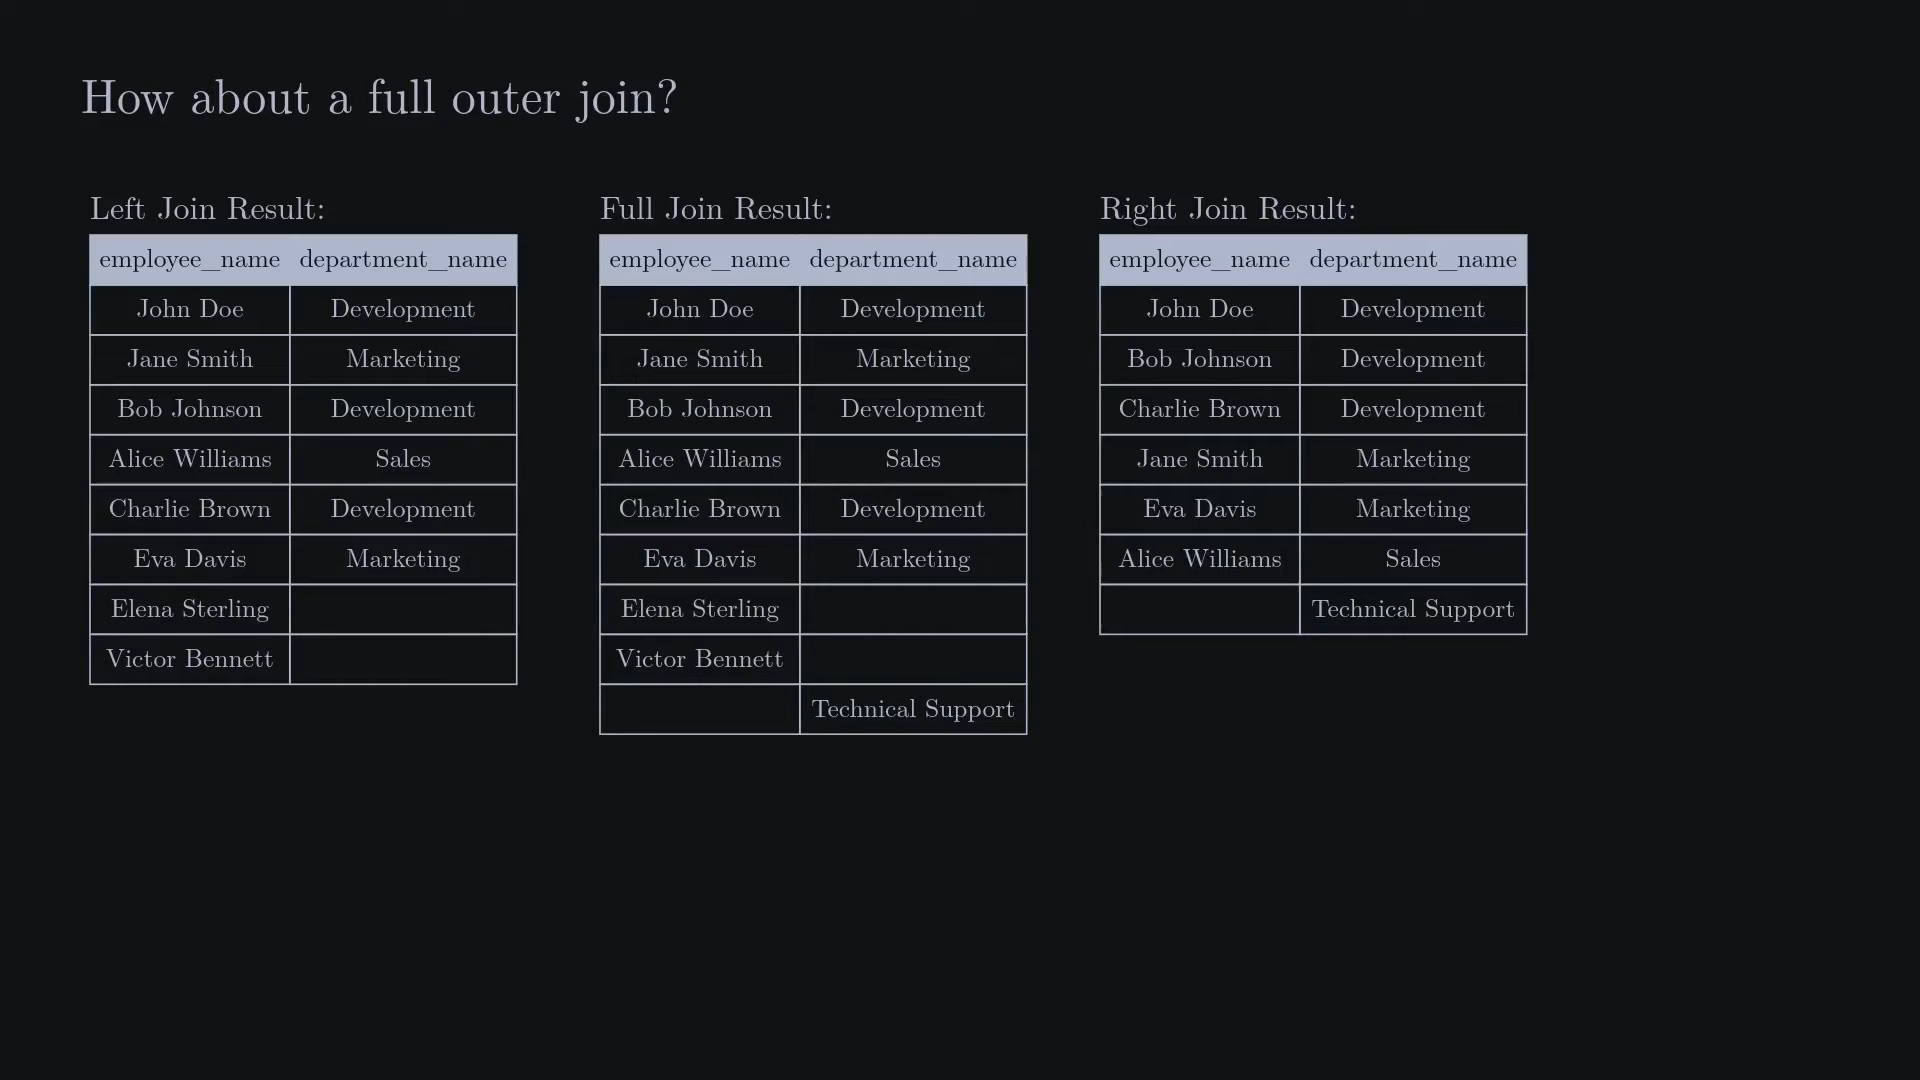 How about a full outer join?
Left Join Result:
employee_name department_name
John Doe Development
Jane Smith Marketing
Bob Johnson Development
Alice Williams Sales
Charlie Brown Development
Eva Davis Marketing
Elena Sterling
Victor Bennett
Full Join Result:
employee_name department_name
John Doe Development
Jane Smith Marketing
Bob Johnson Development
Alice Williams Sales
Charlie Brown Development
Eva Davis Marketing
Elena Sterling
Victor Bennett
Technical Support
Right Join Result:
employee_name department_name
John Doe Development
Bob Johnson Development
Charlie Brown Development
Jane Smith Marketing
Eva Davis Marketing
Alice Williams Sales
Technical Support